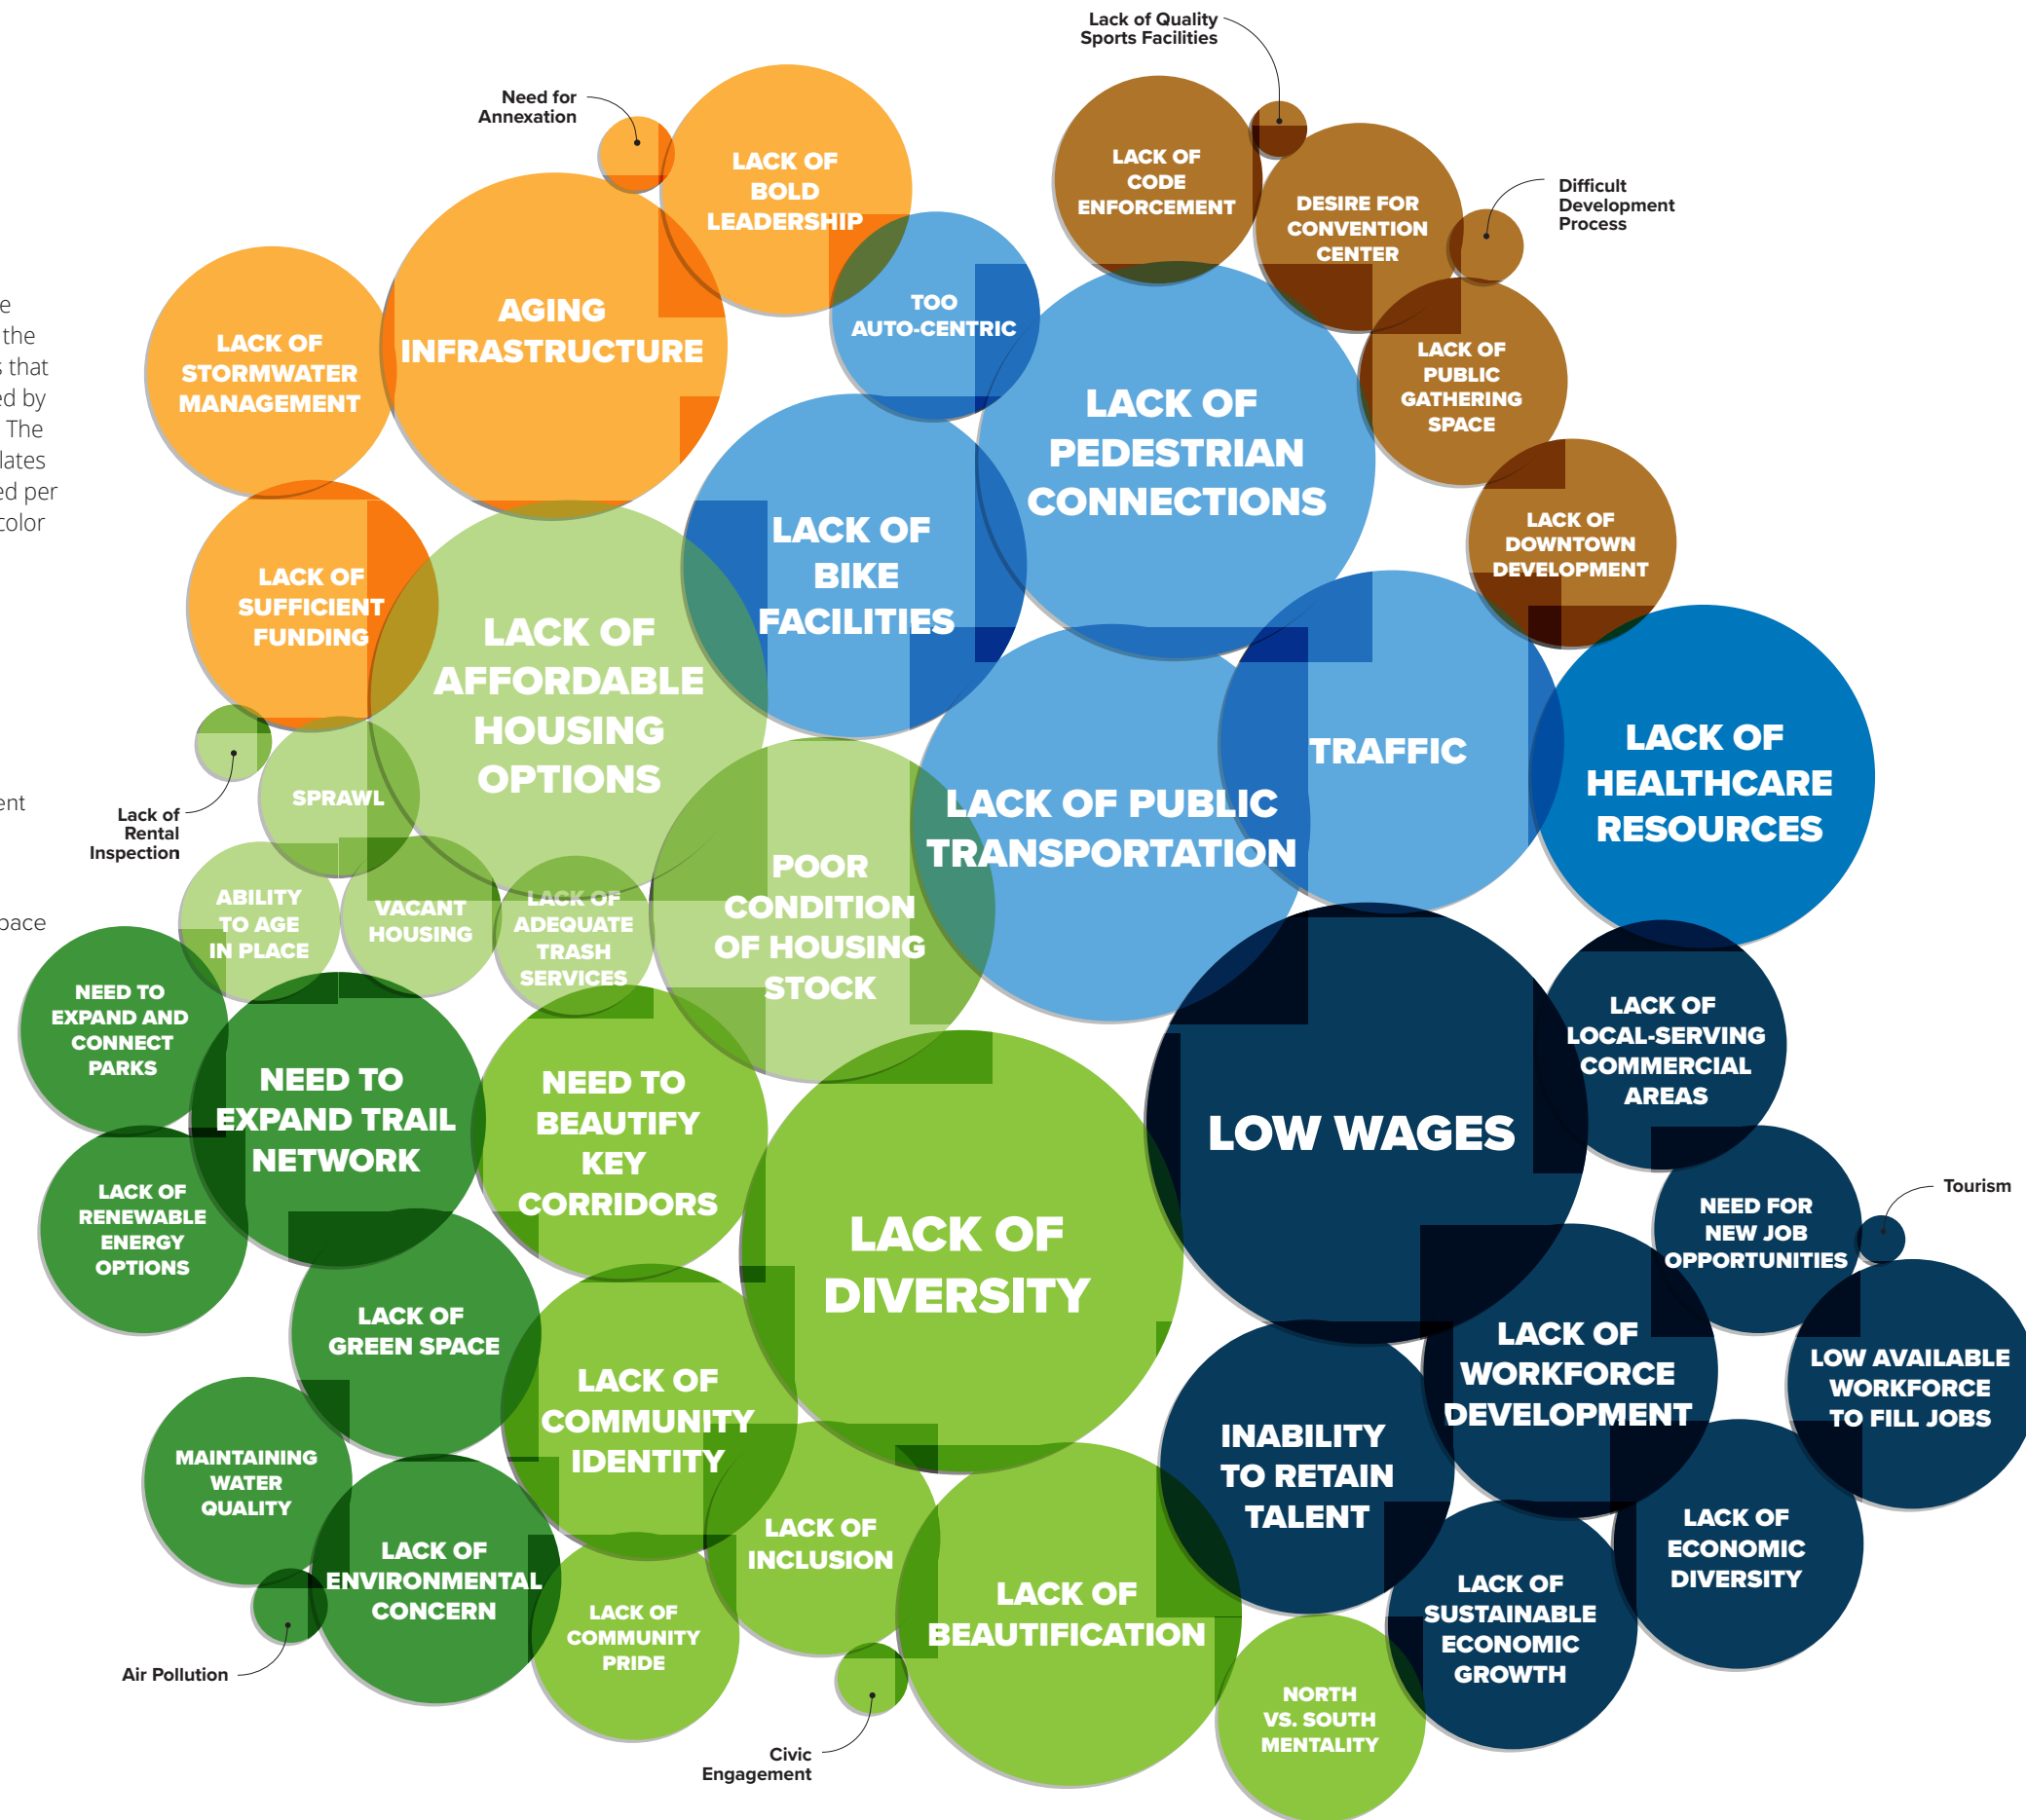 Lack of Quality
Sports Facilities
Need for
Annexation
LACK OF
BOLD
LEADERSHIP
LACK OF
CODE
ENFORCEMENT
DESIRE FOR
CONVENTION
CENTER
Difficult
Development
Process
e
the
s that
ed by
The
lates
ed per
color
LACK OF
STORMWATER
MANAGEMENT
AGING
INFRASTRUCTURE
TOO
AUTO-CENTRIC
LACK OF
PEDESTRIAN
CONNECTIONS
LACK OF
PUBLIC
GATHERING
SPACE
LACK OF
SUFFICIENT
FUNDING
LACK OF
AFFORDABLE
HOUSING
OPTIONS
LACK OF
BIKE
FACILITIES
LACK OF
DOWNTOWN
DEVELOPMENT
ent
Lack of
Rental
Inspection
SPRAWL
LACK OF PUBLIC
TRANSPORTATION
TRAFFIC
LACK OF
HEALTHCARE
RESOURCES
pace
ABILITY
TO AGE
IN PLACE
VACANT
HOUSING
LACK OF
ADEQUATE
TRASH
SERVICES
POOR
CONDITION
OF HOUSING
STOCK
NEED TO
EXPAND AND
CONNECT
PARKS
NEED TO
EXPAND TRAIL
NETWORK
NEED TO
BEAUTIFY
KEY
CORRIDORS
LACK OF
DIVERSITY
LOW WAGES
LACK OF
LOCAL-SERVING
COMMERCIAL
AREAS
LACK OF
RENEWABLE
ENERGY
OPTIONS
NEED FOR
NEW JOB
OPPORTUNITIES
Tourism
LACK OF
GREEN SPACE
LACK OF
COMMUNITY
IDENTITY
INABILITY
TO RETAIN
TALENT
LACK OF
WORKFORCE
DEVELOPMENT
LOW AVAILABLE
WORKFORCE
TO FILL JOBS
MAINTAINING
WATER
QUALITY
LACK OF
ENVIRONMENTAL
CONCERN
LACK OF
INCLUSION
LACK OF
BEAUTIFICATION
LACK OF
SUSTAINABLE
ECONOMIC
GROWTH
LACK OF
ECONOMIC
DIVERSITY
Air Pollution
LACK OF
COMMUNITY
PRIDE
Civic
Engagement
NORTH
VS. SOUTH
MENTALITY